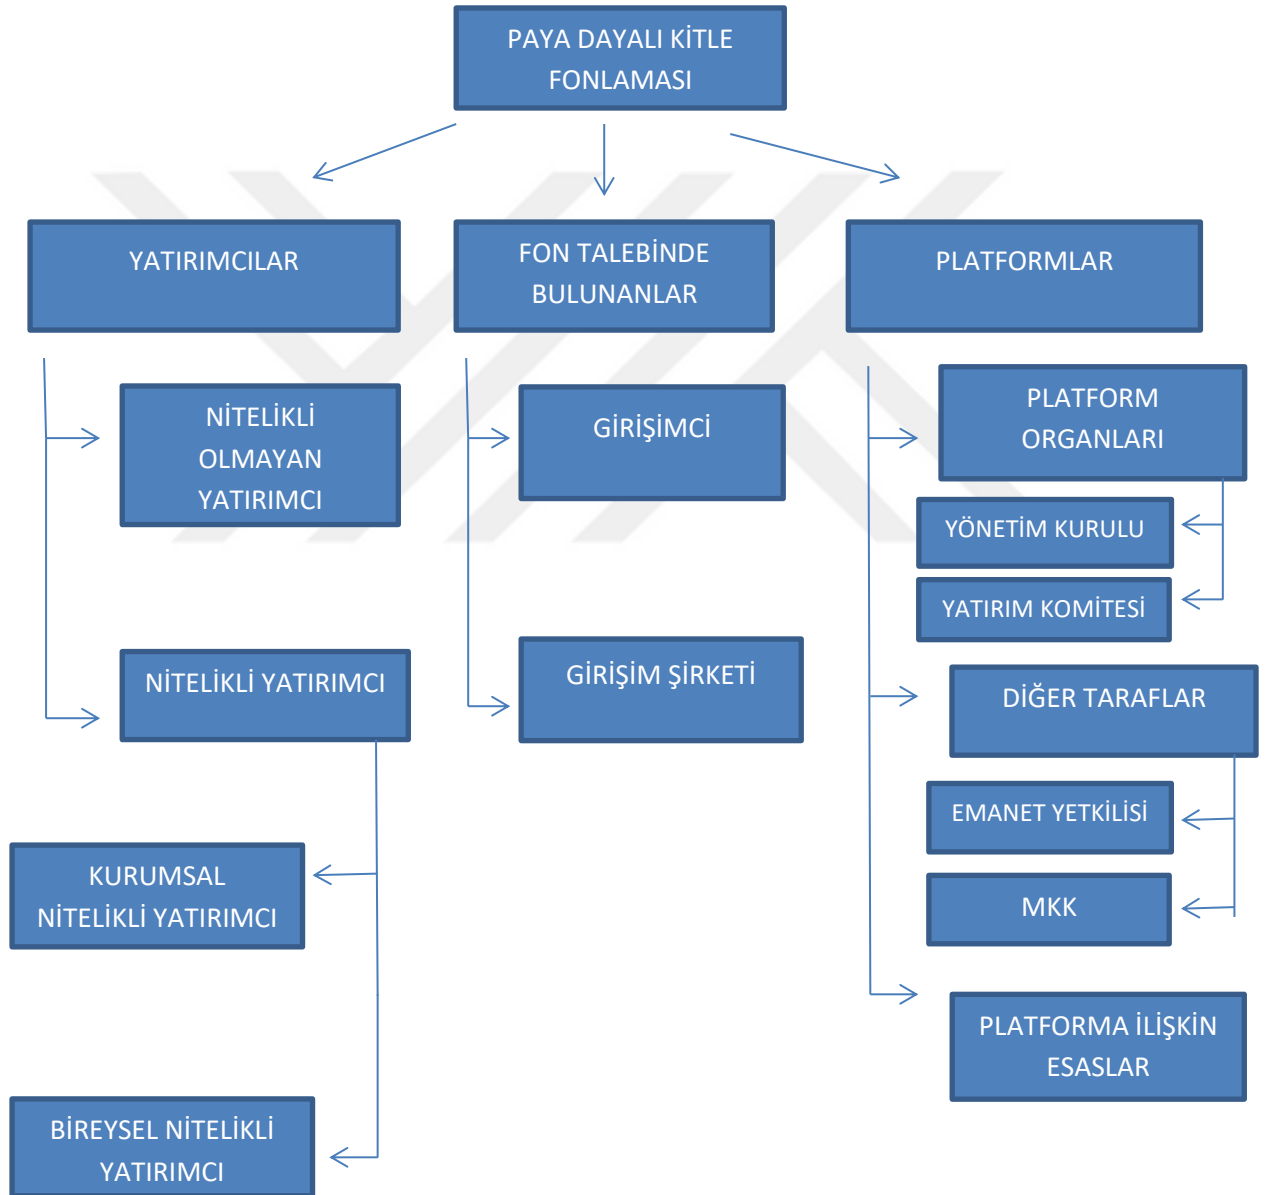 PAYA DAYALI KİTLE
FONLAMASI
YATIRIMCILAR
FON TALEBİNDE
BULUNANLAR
PLATFORMLAR
NİTELİKLİ
OLMAYAN
YATIRIMCI
GİRİŞİMCİ
PLATFORM
ORGANLARI
YÖNETİM KURULU
YATIRIM KOMİTESİ
NİTELİKLİ YATIRIMCI
GİRİŞİM ŞİRKETİ
DİĞER TARAFLAR
EMANET YETKİLİSİ
MKK
KURUMSAL
NİTELİKLİ YATIRIMCI
PLATFORMA İLİŞKİN
ESASLAR
BİREYSEL NİTELİKLİ
YATIRIMCI